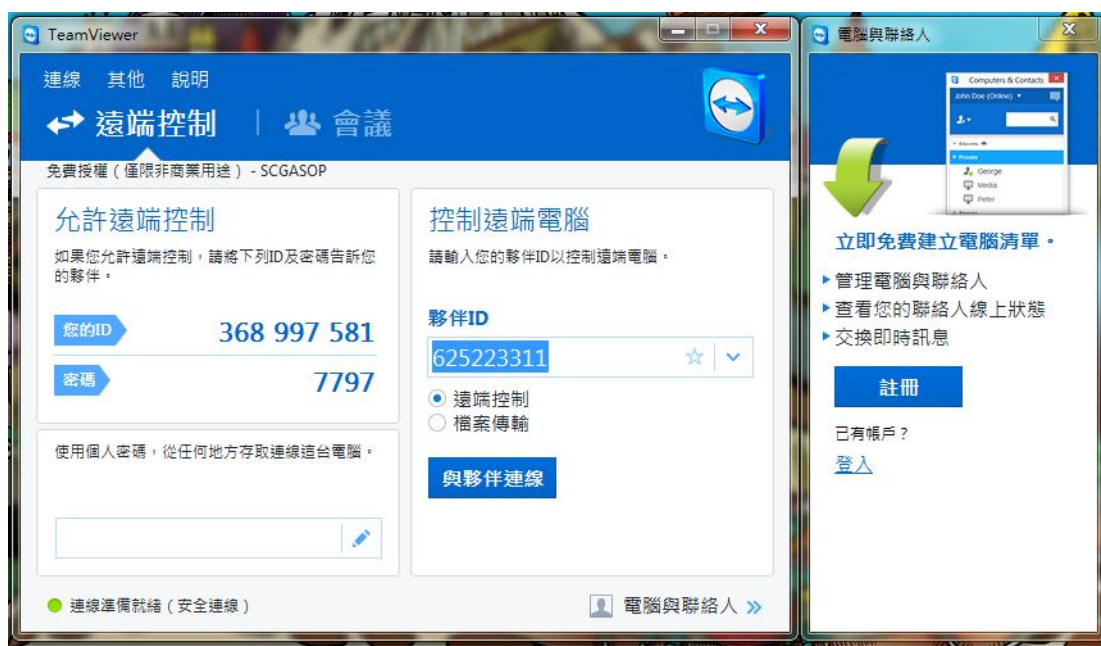 TeamViewer
連線 其他 說明
遠端控制 會議
免費授權（僅限非商業用途）- SCGASOP
允許遠端控制
如果您允許遠端控制，請將下列ID及密碼告訴您
的夥伴。
您的ID 368 997 581
密碼 7797
使用個人密碼，從任何地方存取連線這台電腦。
控制遠端電腦
請輸入您的夥伴ID以控制遠端電腦。
夥伴ID
625223311
遠端控制
檔案傳輸
與夥伴連線
連線準備就緒（安全連線）
電腦與聯絡人
電腦與聯絡人
Computers & Contacts
John Doe (Online)
Private
George
Media
Peter
立即免費建立電腦清單。
管理電腦與聯絡人
查看您的聯絡人線上狀態
交換即時訊息
註冊
已有帳戶？
登入